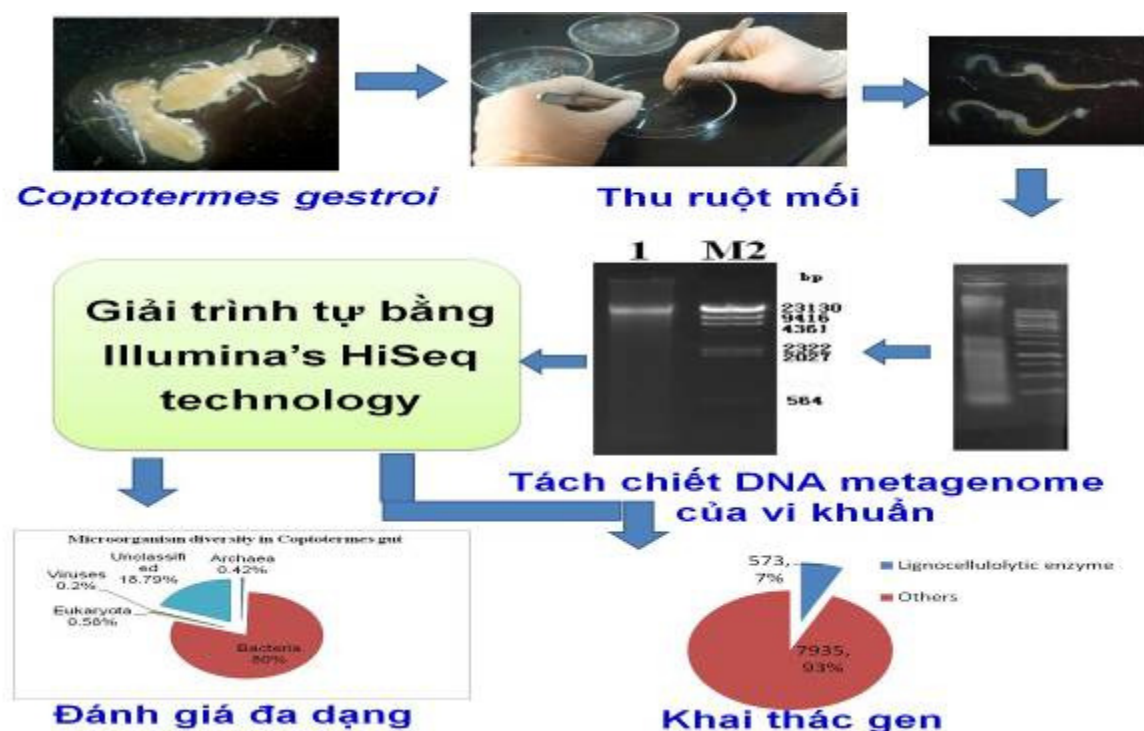 Coptotermes gestroi
Thu ruột mối
1 M2
bp
23130
9416
4361
2322
2027
564
Giải trình tự bằng
Illumina's HiSeq
technology
Tách chiết DNA metagenome
của vi khuẩn
Microorganism diversity in Coptotermes gut
Unclassifi
ed
18.79%
Archaea
0.42%
Viruses
0.2%
Eukaryota
0.58%
Bacteria
80%
Đánh giá đa dạng
573,
7%
Lignocellulolytic enzyme
Others
7935,
93%
Khai thác gen